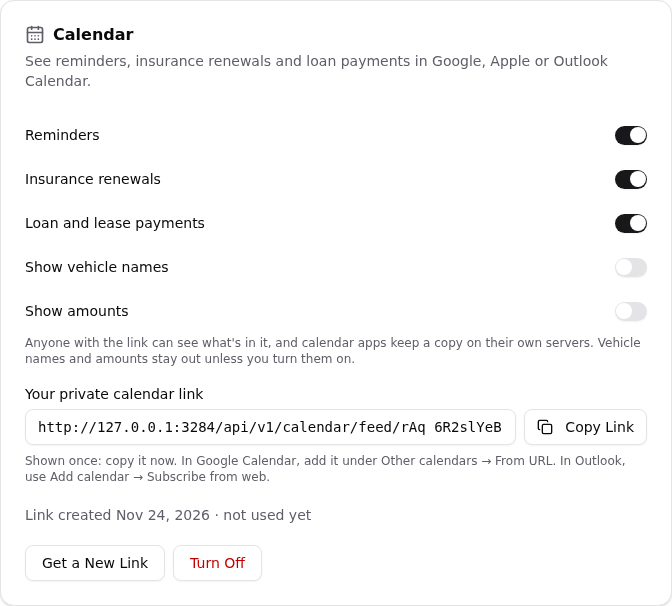 Calendar
See reminders, insurance renewals and loan payments in Google, Apple or Outlook
Calendar.
Reminders
Insurance renewals
Loan and lease payments
Show vehicle names
Show amounts
Anyone with the link can see what's in it, and calendar apps keep a copy on their own servers. Vehicle
names and amounts stay out unless you turn them on.
Your private calendar link
http://127.0.0.1:3284/api/v1/calendar/feed/rAq 6R2slYeB
Copy Link
Shown once: copy it now. In Google Calendar, add it under Other calendars → From URL. In Outlook,
use Add calendar → Subscribe from web.
Link created Nov 24, 2026 · not used yet
Get a New Link
Turn Off